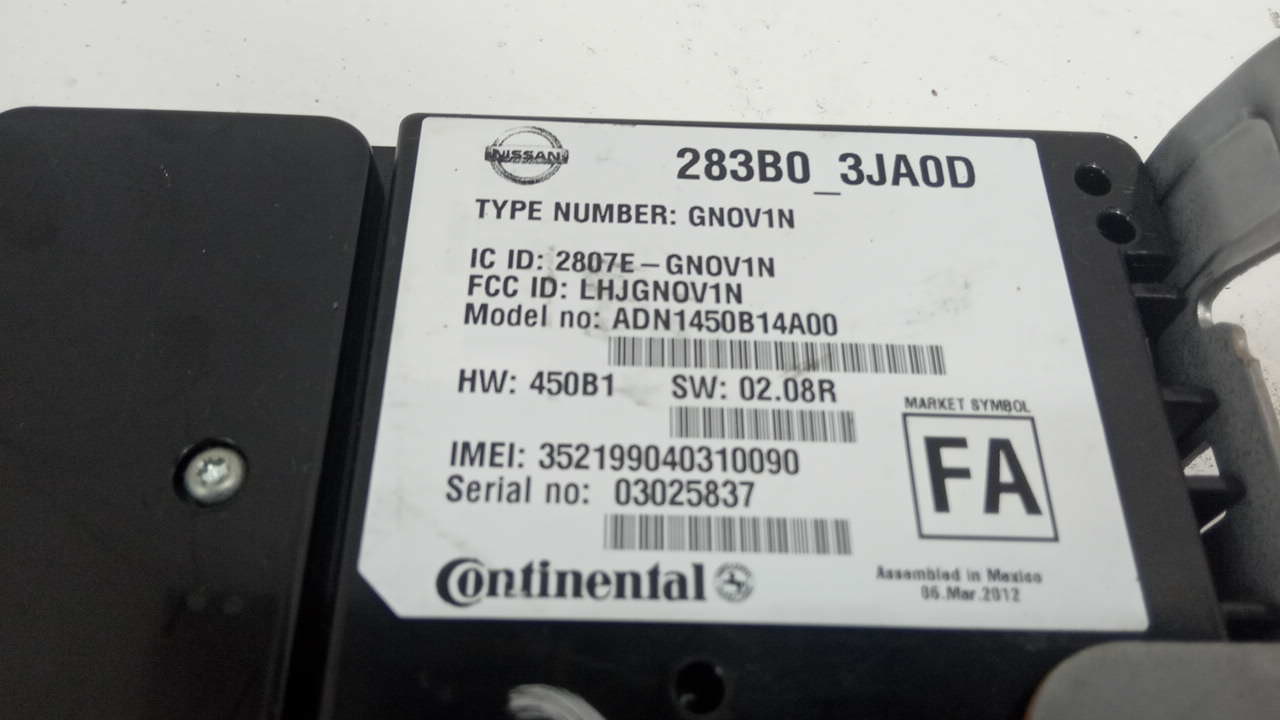 NISSAN
283B0_3JA0D
TYPE NUMBER: GNOV1N
IC ID: 2807E-GNOV1N
FCC ID: LHJGNOV1N
Model no: ADN1450B14A00
HW: 450B1 SW: 02.08R
MARKET SYMBOL
FA
IMEI: 352199040310090
Serial no: 03025837
Continental
Assembled in Mexico
06.Mar.2012